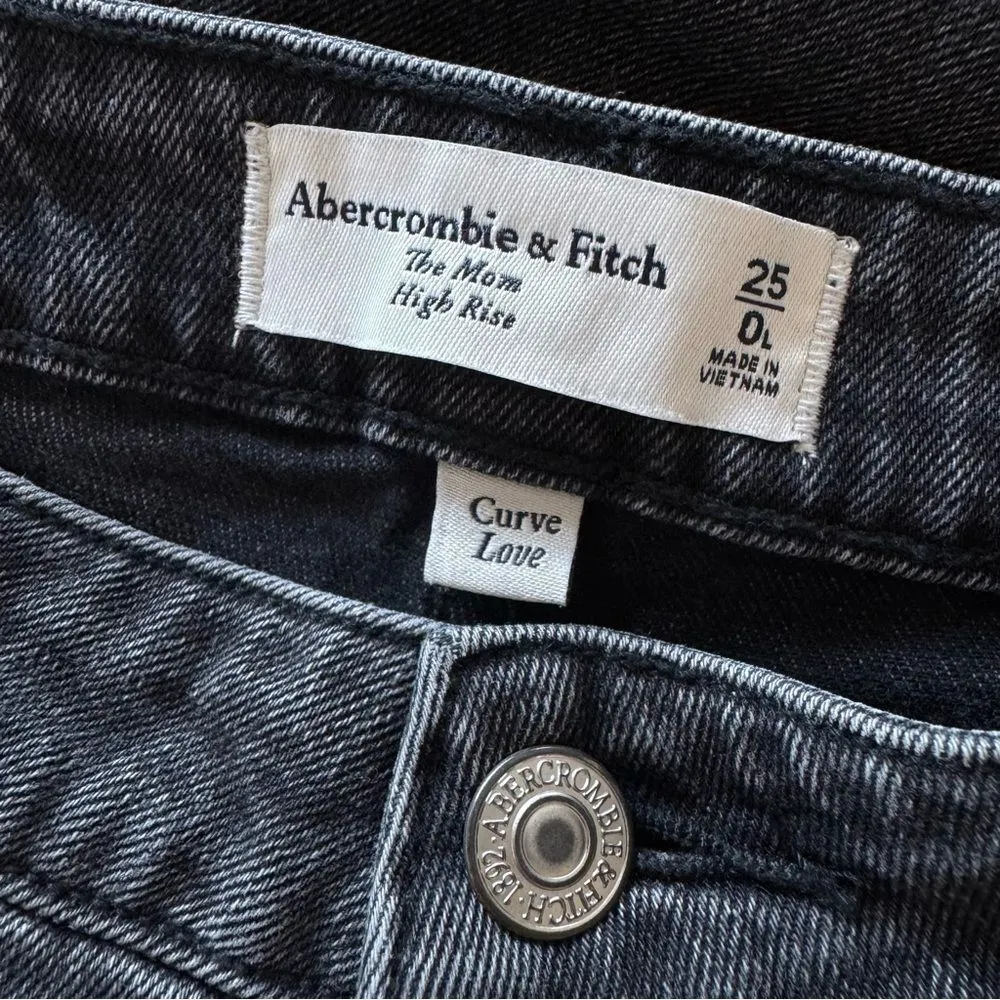 Abercrombie & Fitch
The Mom
High Rise
25
0L
MADE IN
VIETNAM
Curve
Love
ABERCROMBIE & FITCH · 1892 ·